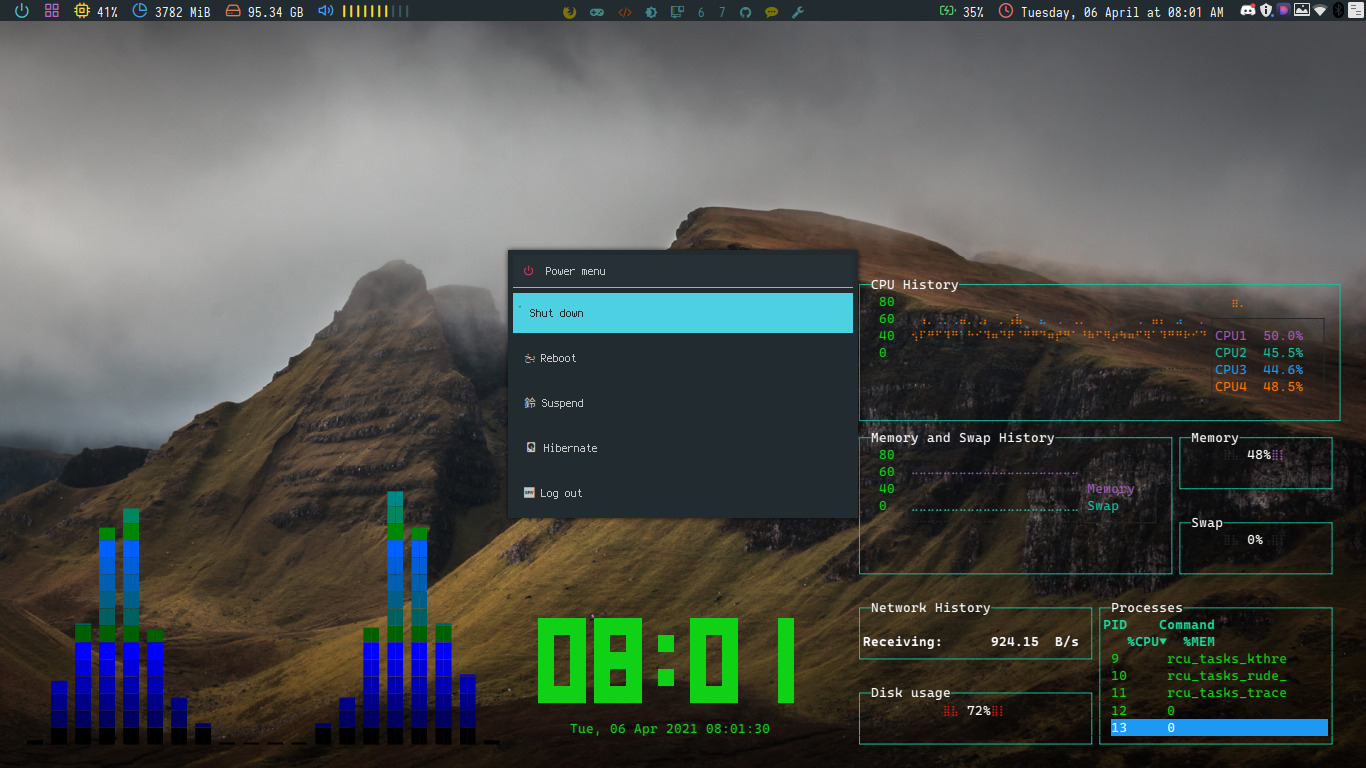 41% 3782 MiB 95.34 GB 6 7 35% Tuesday, 06 April at 08:01 AM
Power menu
Shut down
Reboot
Suspend
Hibernate
Log out
CPU History
80
60
40
0
CPU1 50.0%
CPU2 45.5%
CPU3 44.6%
CPU4 48.5%
Memory and Swap History
80
60
40
0
Memory
Swap
Memory
48%
Swap
0%
08:01
Tue, 06 Apr 2021 08:01:30
Network History
Receiving: 924.15 B/s
Disk usage
72%
Processes
PID Command
%CPU▼ %MEM
9 rcu_tasks_kthre
10 rcu_tasks_rude_
11 rcu_tasks_trace
12 0
13 0